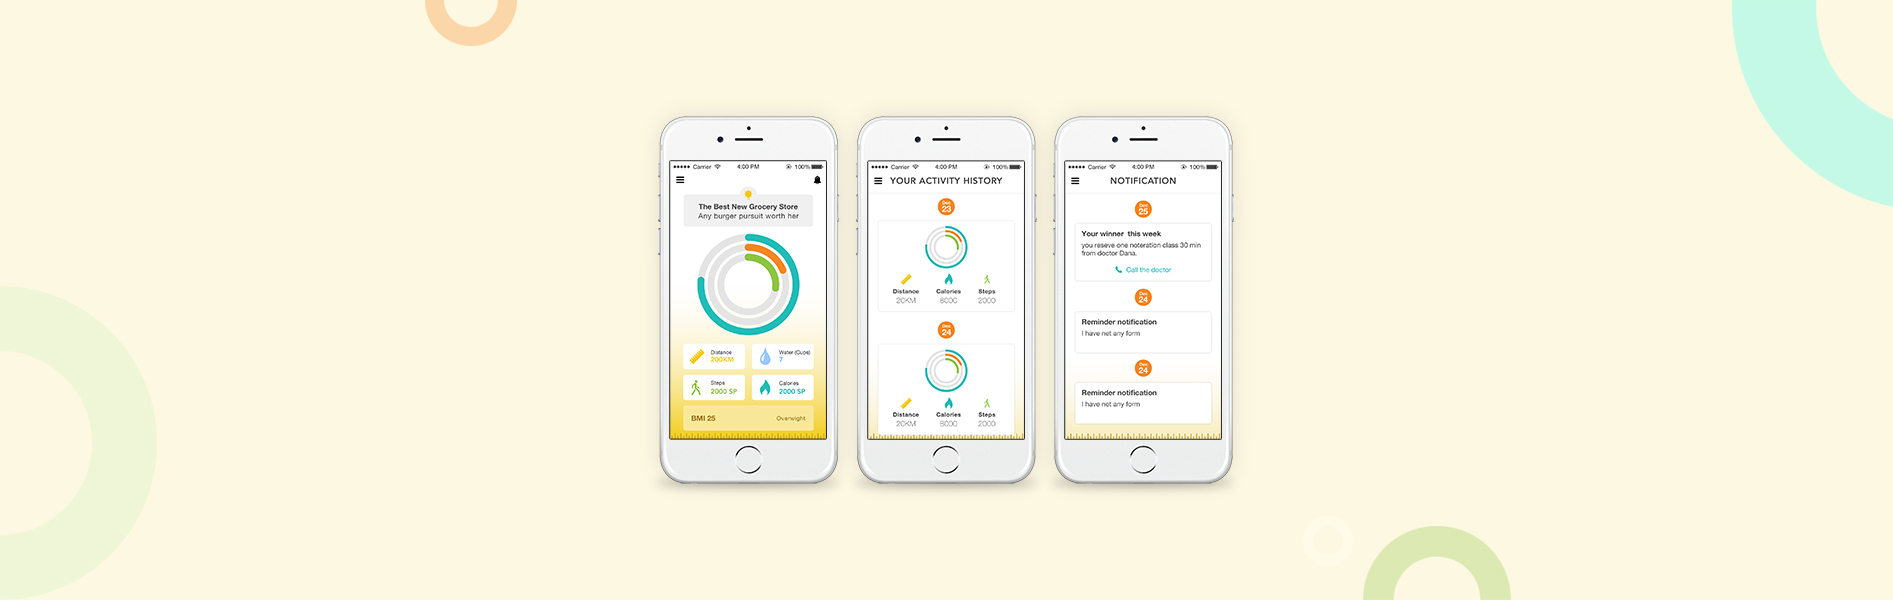 Carrier 4:00 PM 100%
The Best New Grocery Store
Any burger pursuit worth her
Distance
200KM
Water (Cups)
7
Steps
2000 SP
Calories
2000 SP
BMI 25
Overwight
Carrier 4:00 PM 100%
YOUR ACTIVITY HISTORY
Dec
23
Distance
20KM
Calories
8000
Steps
2000
Dec
24
Distance
20KM
Calories
8000
Steps
2000
Carrier 4:00 PM 100%
NOTIFICATION
Dec
25
Your winner this week
you reseve one noteration class 30 min
from doctor Dana.
Call the doctor
Dec
24
Reminder notification
I have not any form
Dec
24
Reminder notification
I have not any form